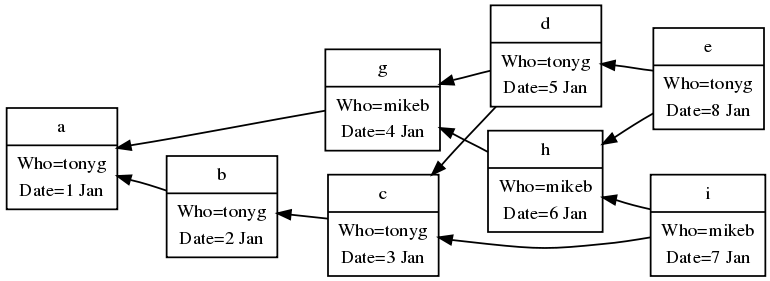 a
Who=tonyg
Date=1 Jan
b
Who=tonyg
Date=2 Jan
g
Who=mikeb
Date=4 Jan
c
Who=tonyg
Date=3 Jan
d
Who=tonyg
Date=5 Jan
h
Who=mikeb
Date=6 Jan
e
Who=tonyg
Date=8 Jan
i
Who=mikeb
Date=7 Jan